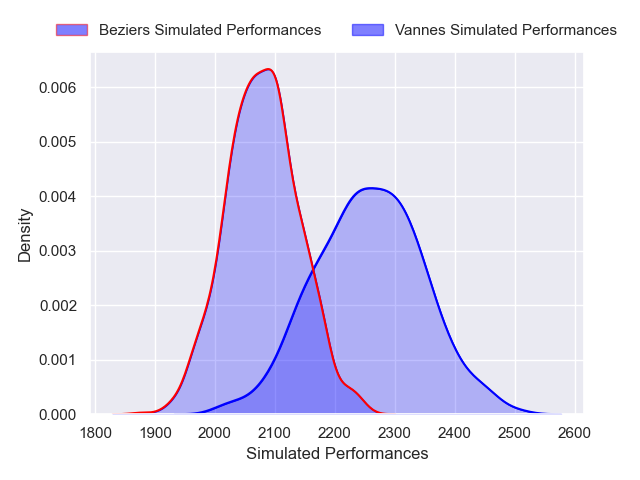 Beziers Simulated Performances
Vannes Simulated Performances
0.006
0.005
0.004
0.003
0.002
0.001
0.000
Density
1800 1900 2000 2100 2200 2300 2400 2500 2600
Simulated Performances